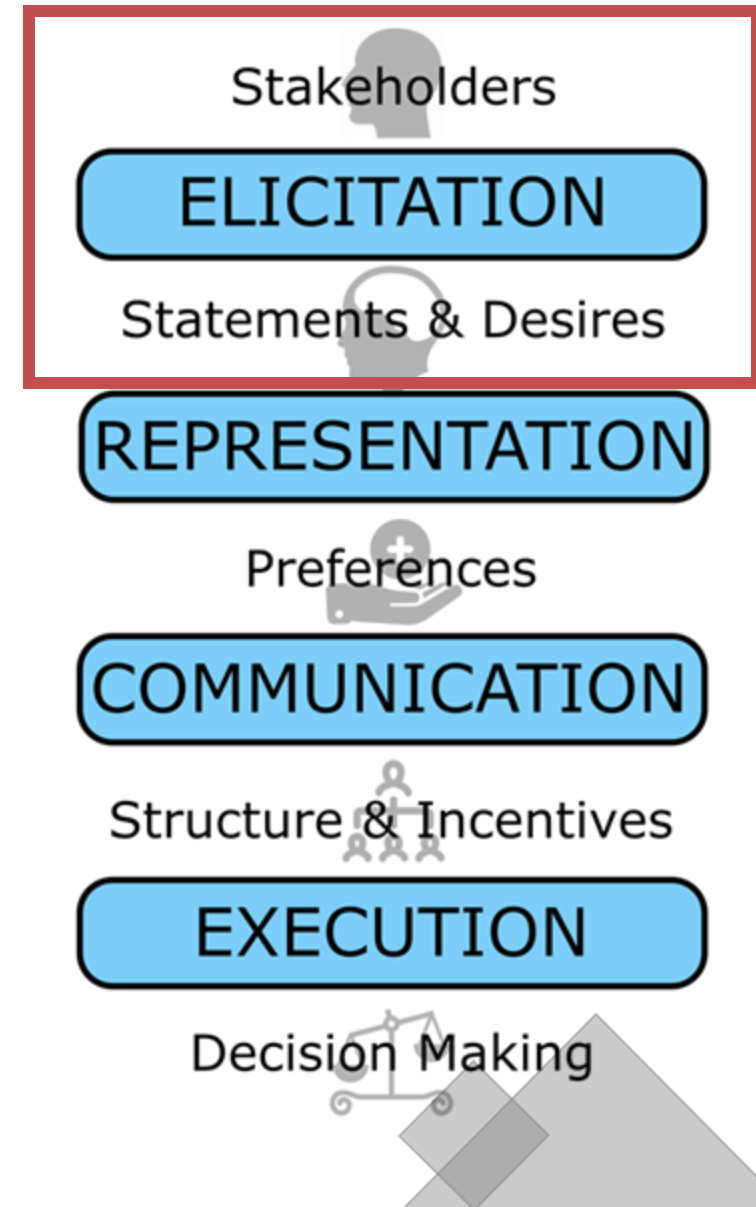 Stakeholders
ELICITATION
Statements & Desires
REPRESENTATION
Preferences
COMMUNICATION
Structure & Incentives
EXECUTION
Decision Making